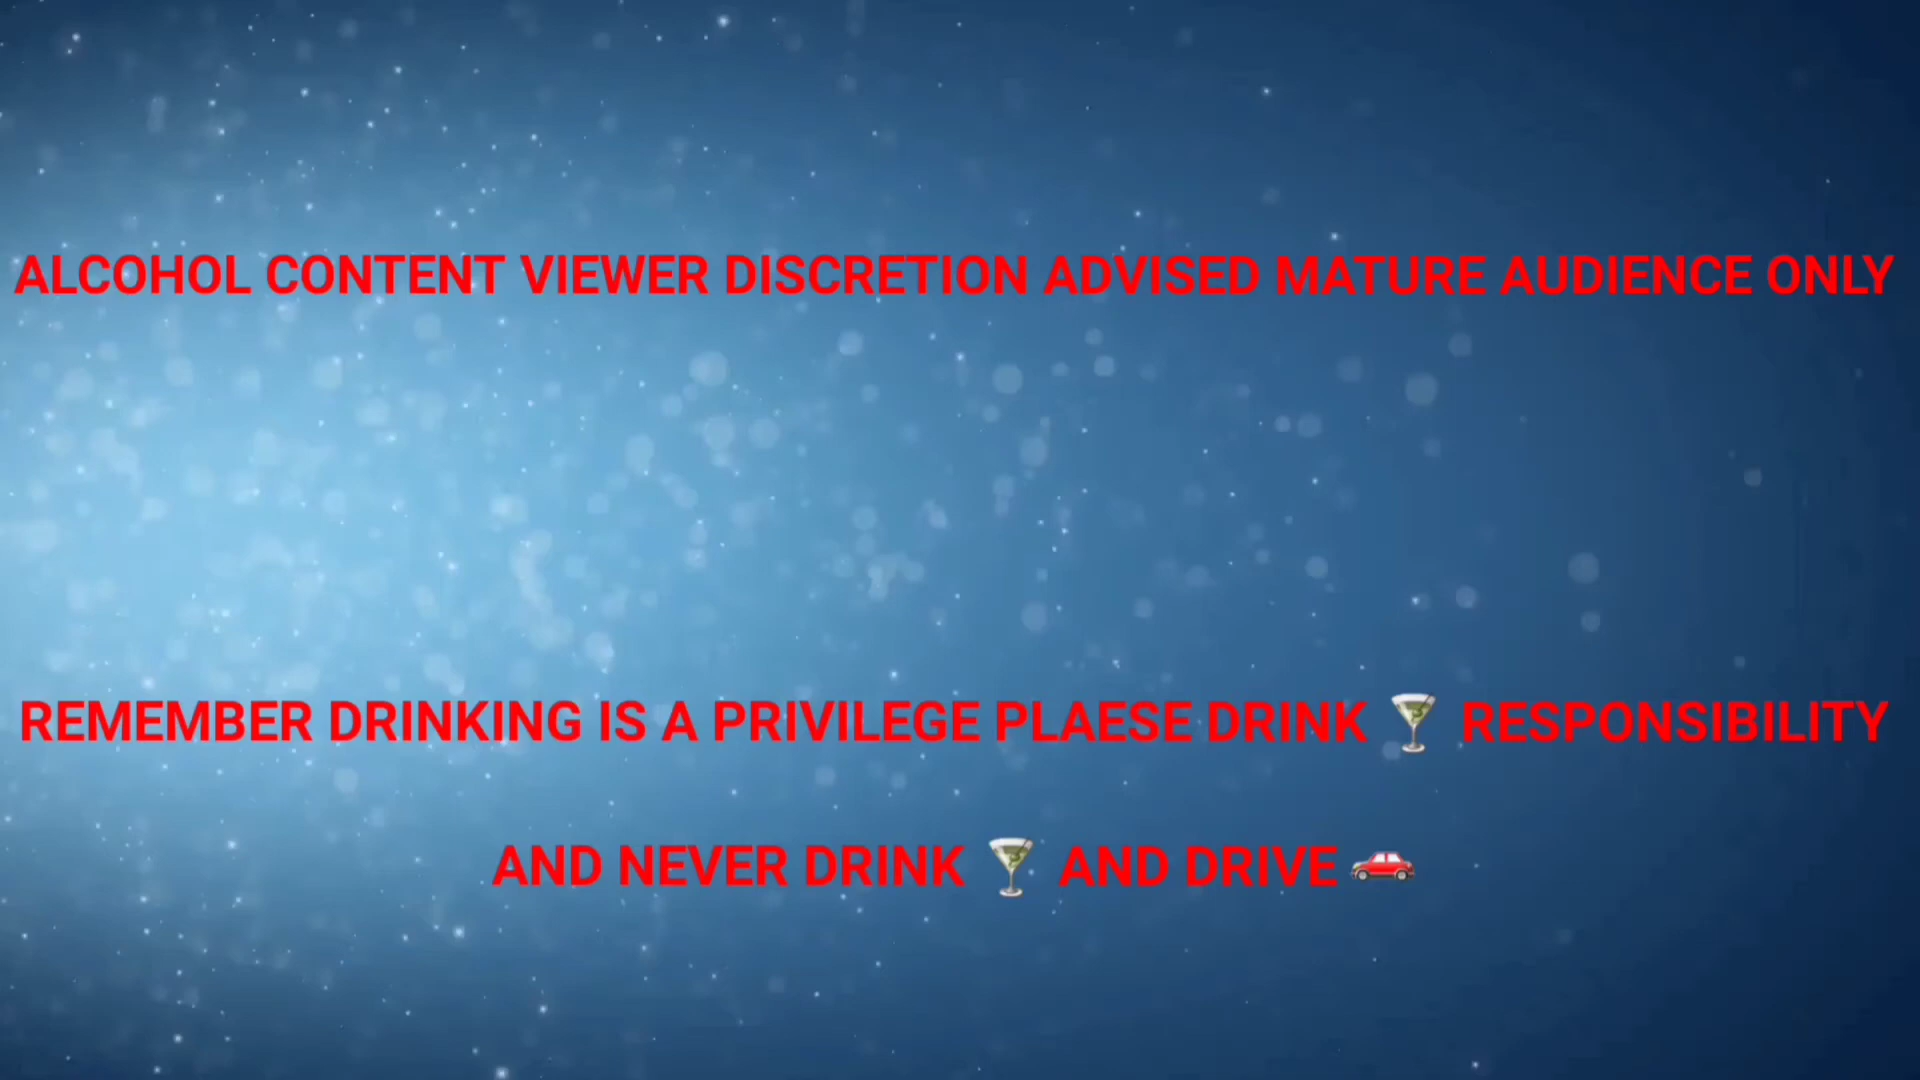 ALCOHOL CONTENT VIEWER DISCRETION ADVISED MATURE AUDIENCE ONLY
REMEMBER DRINKING IS A PRIVILEGE PLAESE DRINK 🍸 RESPONSIBILITY
AND NEVER DRINK 🍸 AND DRIVE 🚗